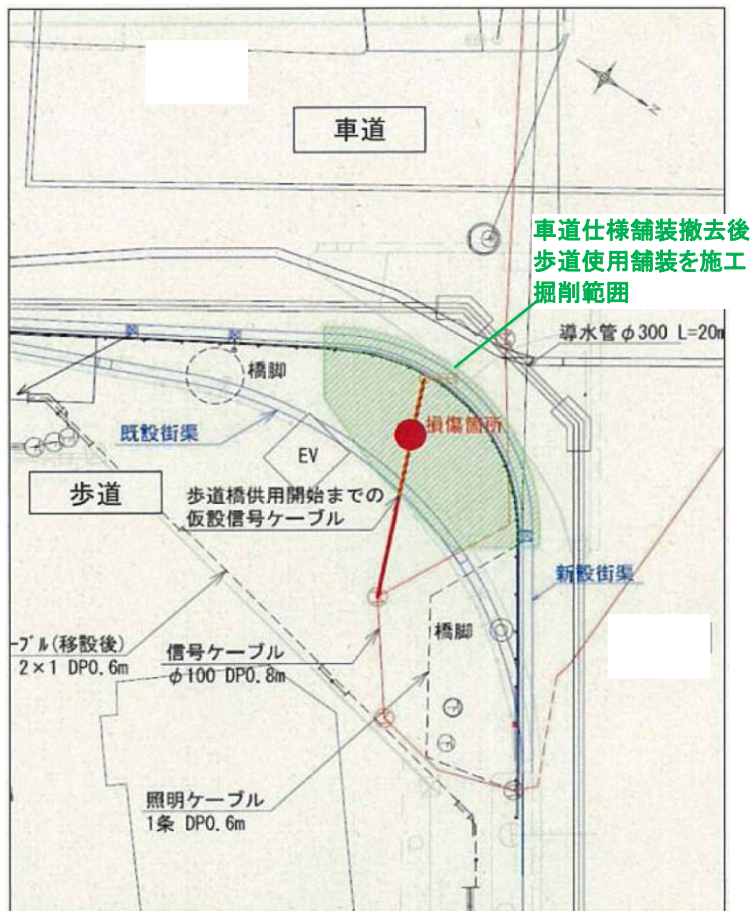 車道
N
車道仕様舗装撤去後
歩道使用舗装を施工
掘削範囲
導水管φ300 L=20m
橋脚
損傷箇所
既設街渠
EV
歩道
歩道橋供用開始までの
仮設信号ケーブル
新設街渠
橋脚
ｰﾌﾞﾙ(移設後)
2×1 DP0.6m
信号ケーブル
φ100 DP0.8m
照明ケーブル
1条 DP0.6m